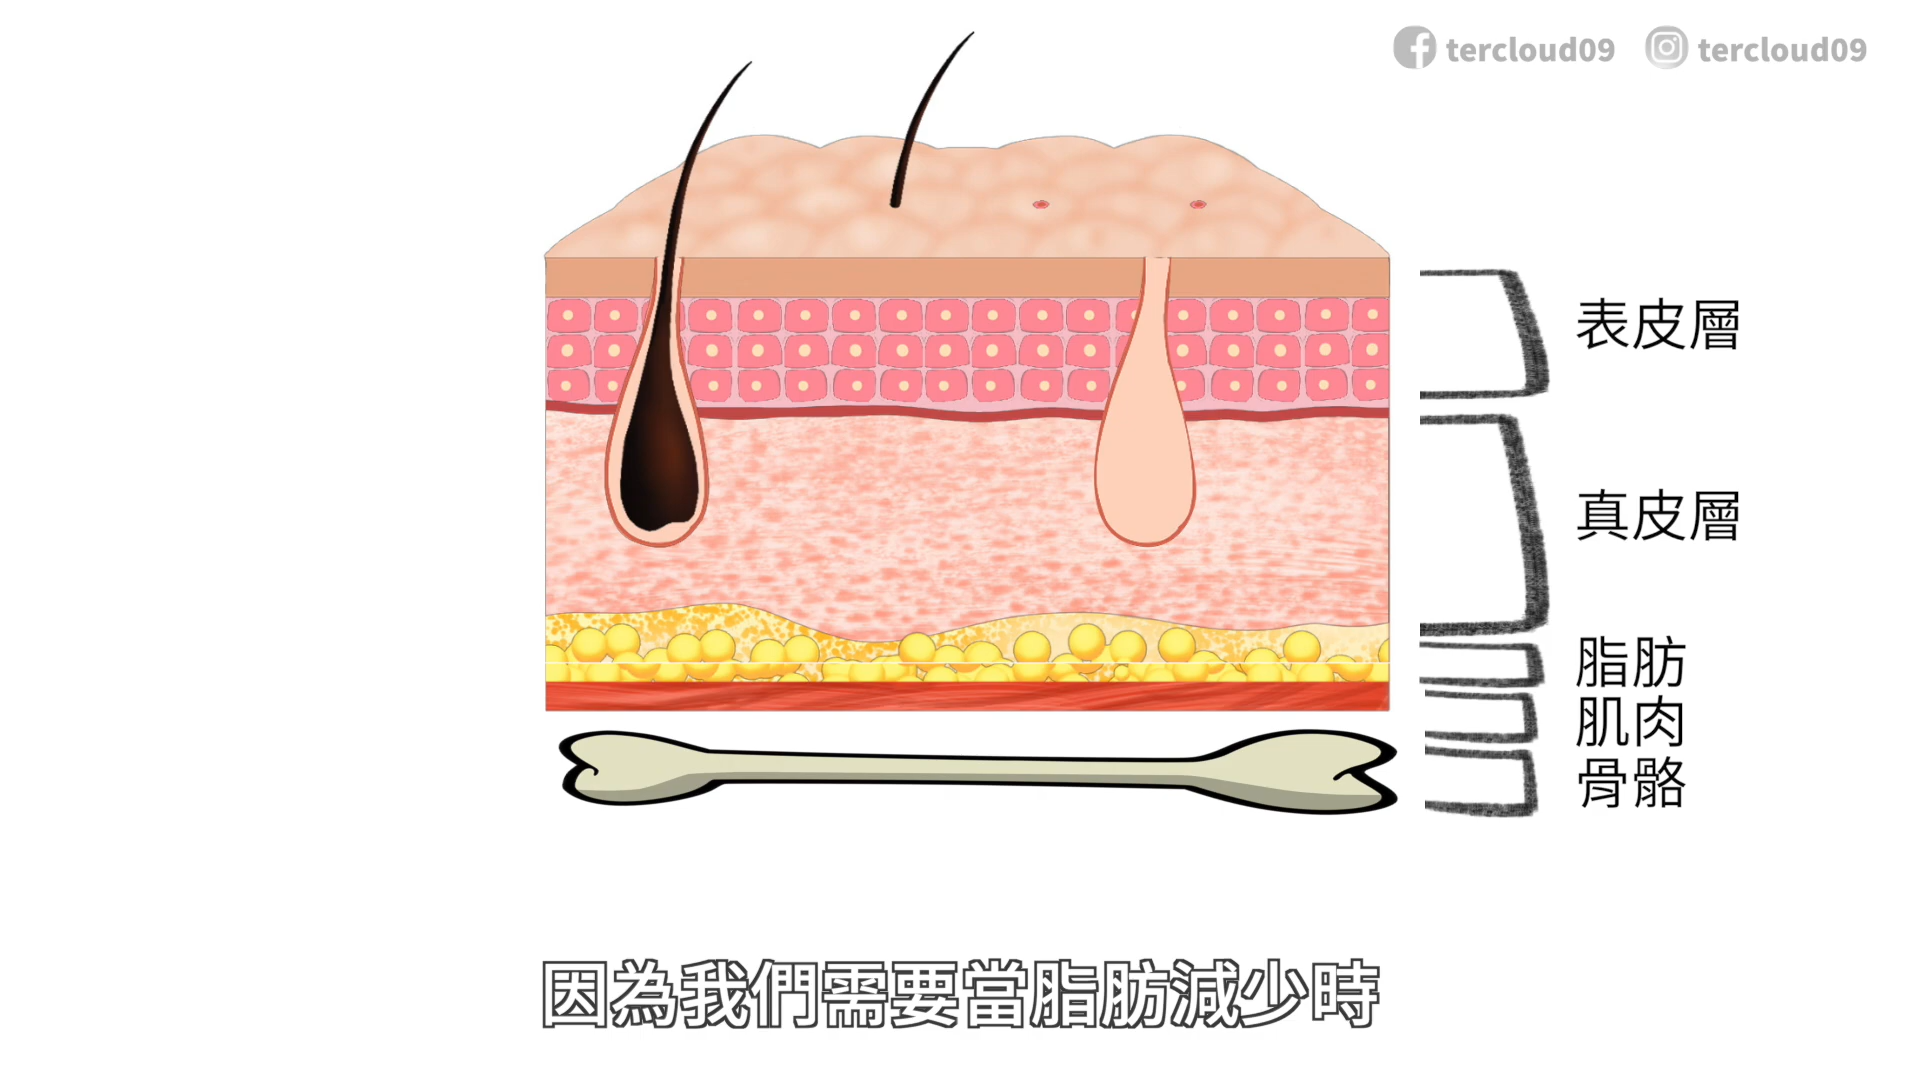 tercloud09 tercloud09
表皮層
真皮層
脂肪
肌肉
骨骼
因為我們需要當脂肪減少時